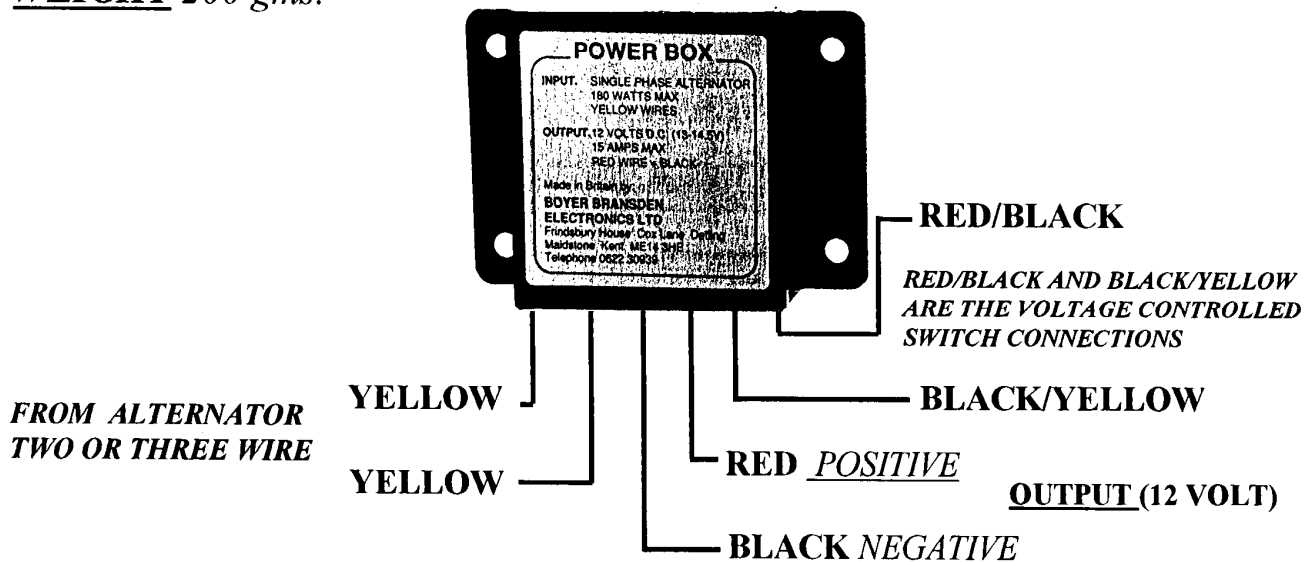 WEIGHT 200 gms.
POWER BOX
INPUT. SINGLE PHASE ALTERNATOR
180 WATTS MAX
YELLOW WIRES
OUTPUT. 12 VOLTS D.C (13-14.5V)
15 AMPS MAX
RED WIRE + BLACK -
Made in Britain by:
BOYER BRANSDEN
ELECTRONICS LTD
Frindsbury House Cox Lane Detling
Maidstone, Kent, ME14 3HE
Telephone 0622 30939
RED/BLACK
RED/BLACK AND BLACK/YELLOW
ARE THE VOLTAGE CONTROLLED
SWITCH CONNECTIONS
YELLOW
BLACK/YELLOW
FROM ALTERNATOR
TWO OR THREE WIRE
RED POSITIVE
YELLOW
OUTPUT (12 VOLT)
BLACK NEGATIVE